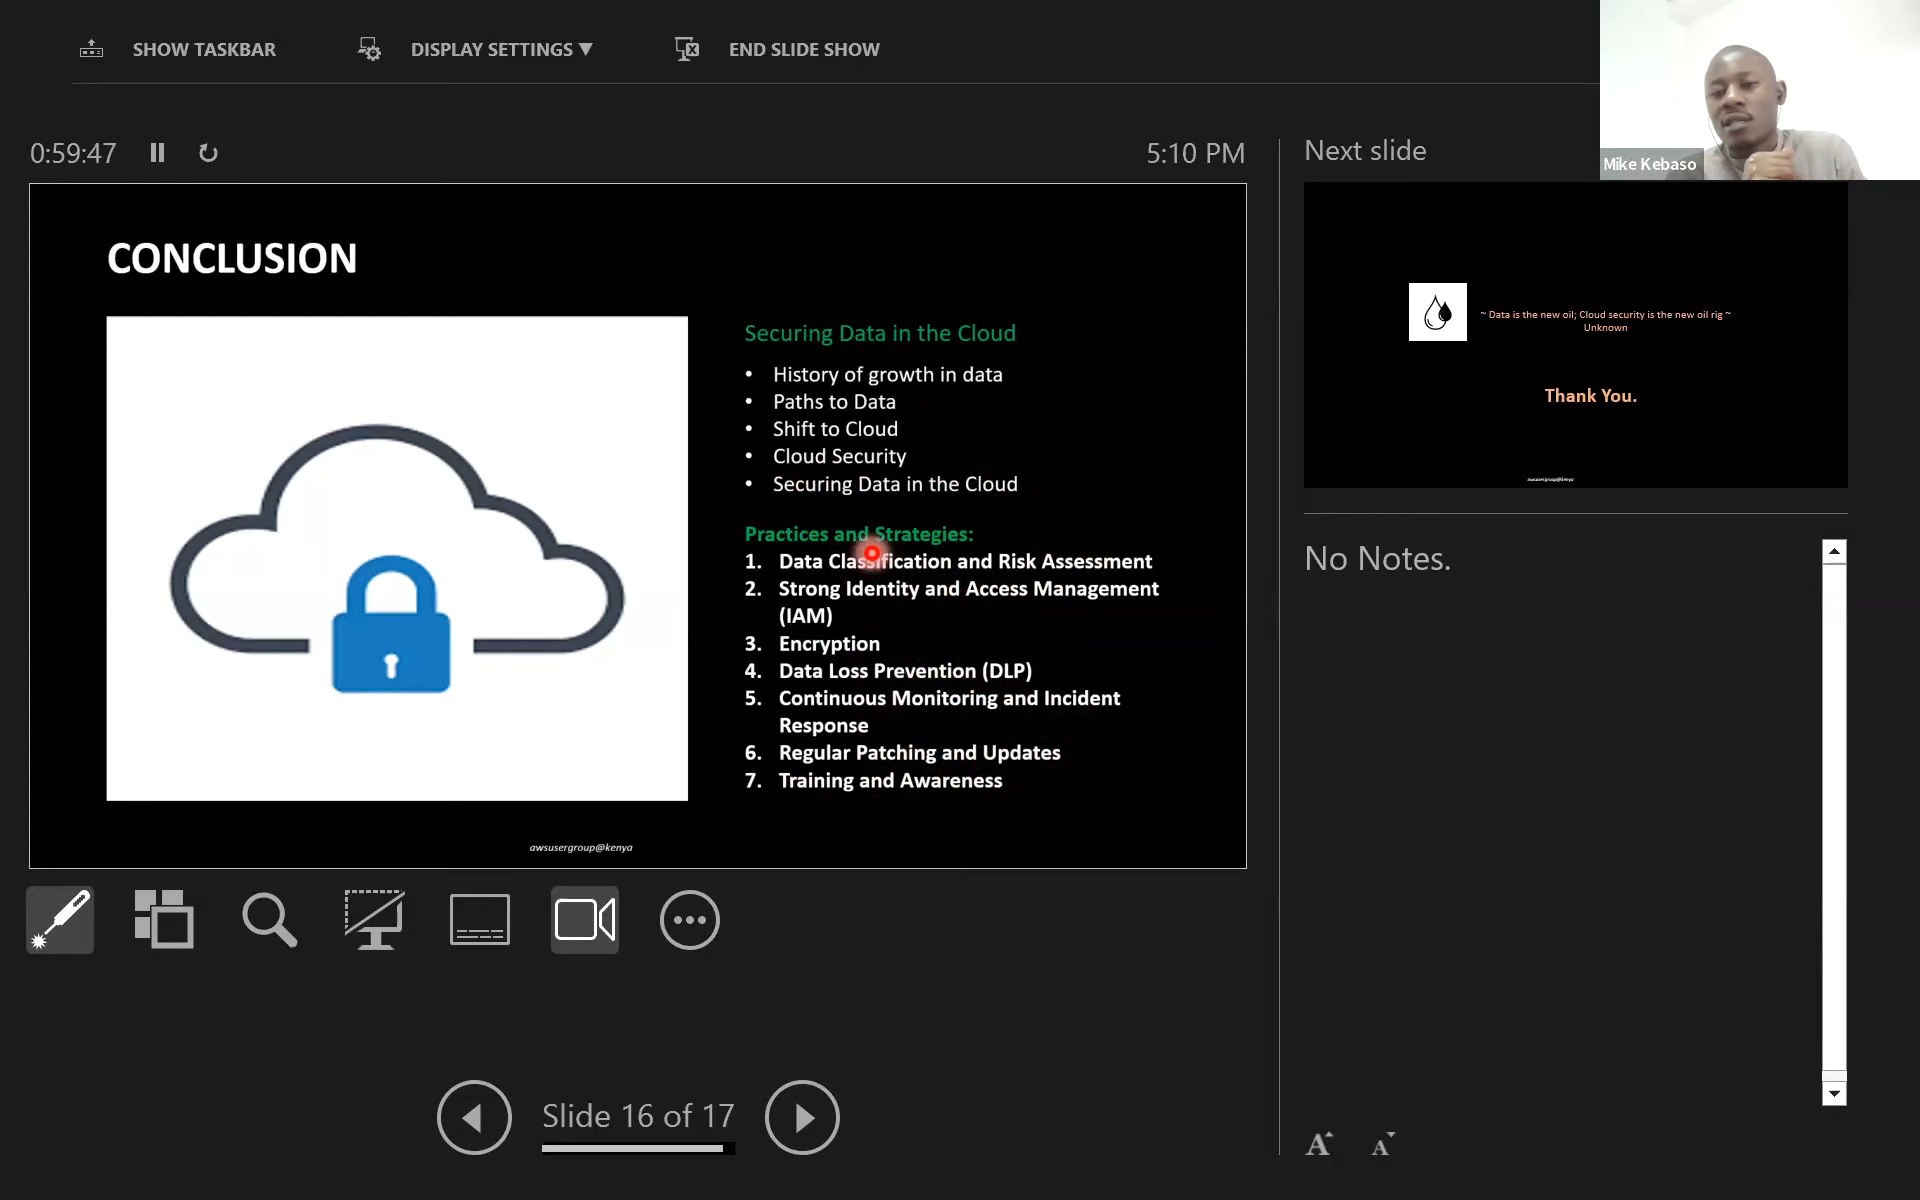 SHOW TASKBAR
DISPLAY SETTINGS ▼
END SLIDE SHOW
Mike Kebaso
0:59:47
5:10 PM
Next slide
CONCLUSION
Securing Data in the Cloud
• History of growth in data
• Paths to Data
• Shift to Cloud
• Cloud Security
• Securing Data in the Cloud
Practices and Strategies:
1. Data Classification and Risk Assessment
2. Strong Identity and Access Management
(IAM)
3. Encryption
4. Data Loss Prevention (DLP)
5. Continuous Monitoring and Incident
Response
6. Regular Patching and Updates
7. Training and Awareness
awsusergroup@kenya
~ Data is the new oil; Cloud security is the new oil rig ~
Unknown
Thank You.
awsusergroup@kenya
No Notes.
Slide 16 of 17
A
A